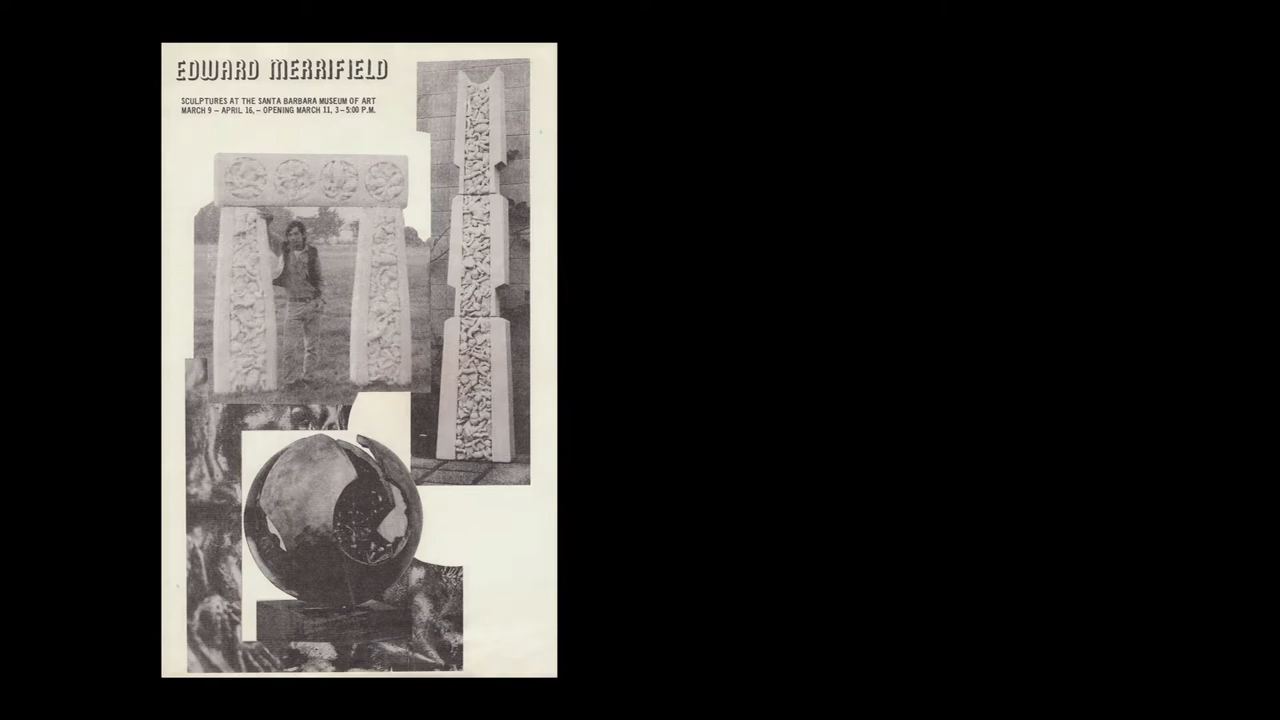 EDWARD MERRIFIELD
SCULPTURES AT THE SANTA BARBARA MUSEUM OF ART
MARCH 9 – APRIL 16, – OPENING MARCH 11, 3–5:00 P.M.